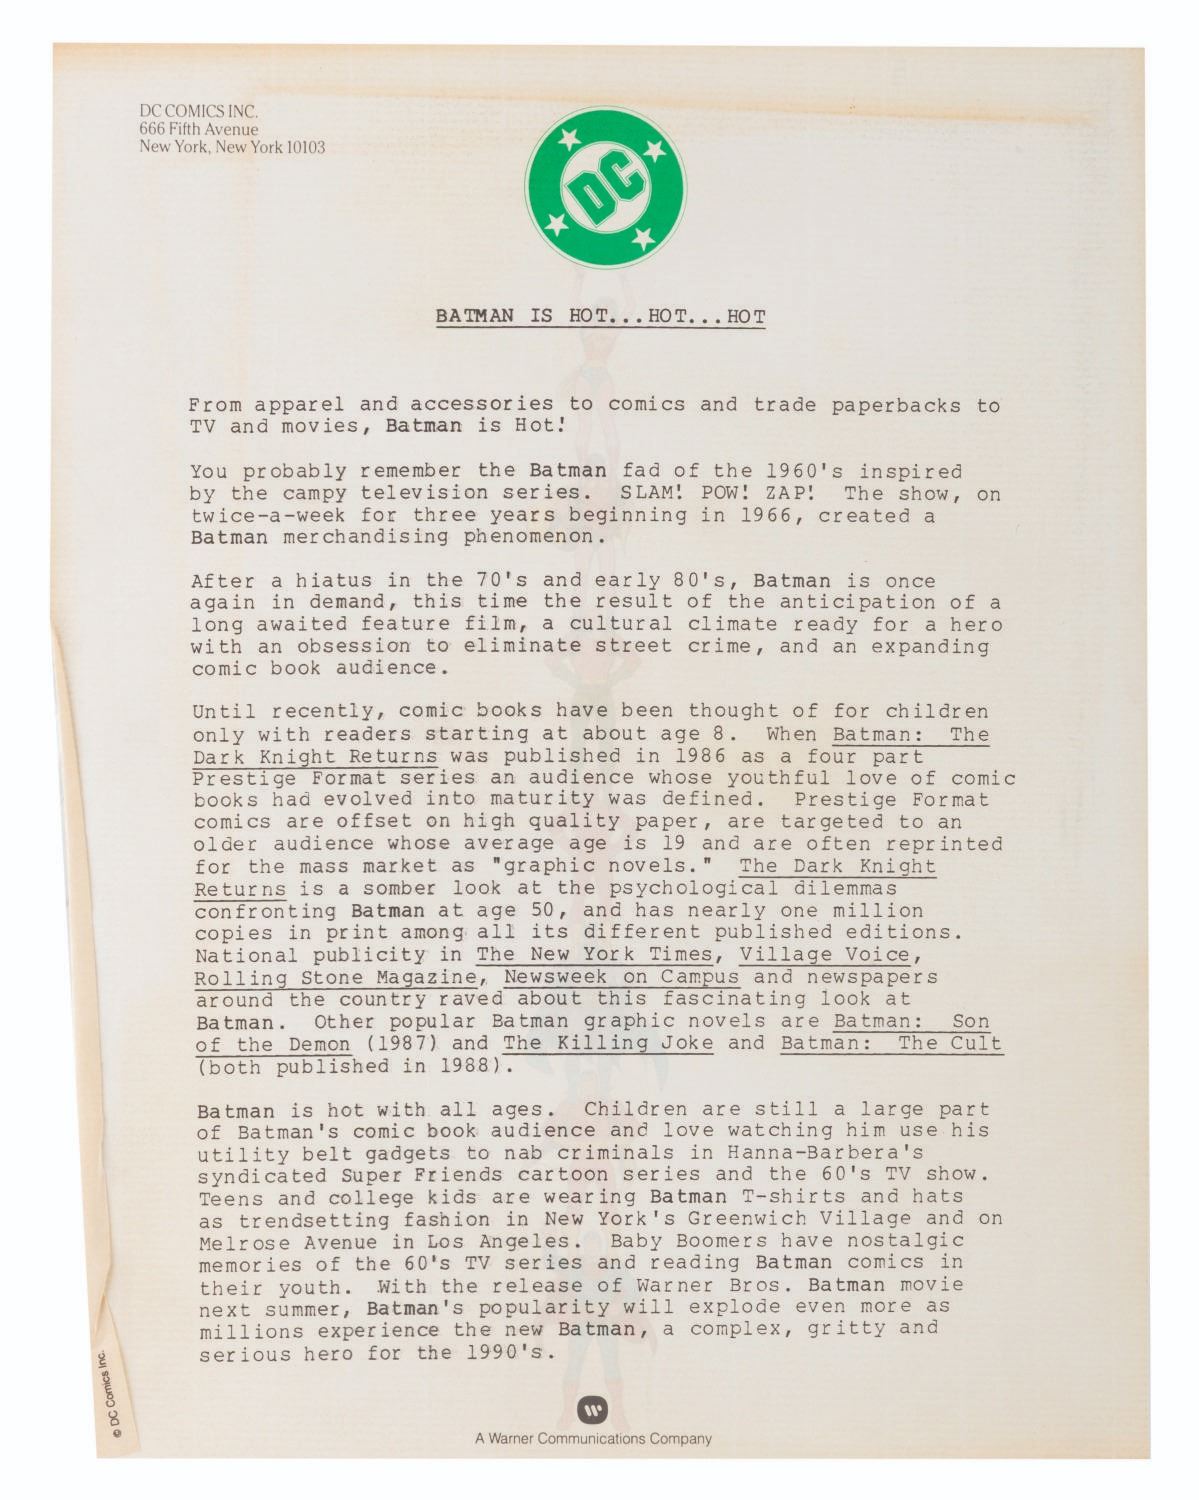 DC COMICS INC.
666 Fifth Avenue
New York, New York 10103
DC
BATMAN IS HOT...HOT...HOT
From apparel and accessories to comics and trade paperbacks to
TV and movies, Batman is Hot!
You probably remember the Batman fad of the 1960's inspired
by the campy television series.  SLAM! POW! ZAP!  The show, on
twice-a-week for three years beginning in 1966, created a
Batman merchandising phenomenon.
After a hiatus in the 70's and early 80's, Batman is once
again in demand, this time the result of the anticipation of a
long awaited feature film, a cultural climate ready for a hero
with an obsession to eliminate street crime, and an expanding
comic book audience.
Until recently, comic books have been thought of for children
only with readers starting at about age 8.  When Batman:  The
Dark Knight Returns was published in 1986 as a four part
Prestige Format series an audience whose youthful love of comic
books had evolved into maturity was defined.  Prestige Format
comics are offset on high quality paper, are targeted to an
older audience whose average age is 19 and are often reprinted
for the mass market as "graphic novels."  The Dark Knight
Returns is a somber look at the psychological dilemmas
confronting Batman at age 50, and has nearly one million
copies in print among all its different published editions.
National publicity in The New York Times, Village Voice,
Rolling Stone Magazine, Newsweek on Campus and newspapers
around the country raved about this fascinating look at
Batman.  Other popular Batman graphic novels are Batman:  Son
of the Demon (1987) and The Killing Joke and Batman:  The Cult
(both published in 1988).
Batman is hot with all ages.  Children are still a large part
of Batman's comic book audience and love watching him use his
utility belt gadgets to nab criminals in Hanna-Barbera's
syndicated Super Friends cartoon series and the 60's TV show.
Teens and college kids are wearing Batman T-shirts and hats
as trendsetting fashion in New York's Greenwich Village and on
Melrose Avenue in Los Angeles.  Baby Boomers have nostalgic
memories of the 60's TV series and reading Batman comics in
their youth.  With the release of Warner Bros. Batman movie
next summer, Batman's popularity will explode even more as
millions experience the new Batman, a complex, gritty and
serious hero for the 1990's.
© DC Comics Inc.
A Warner Communications Company